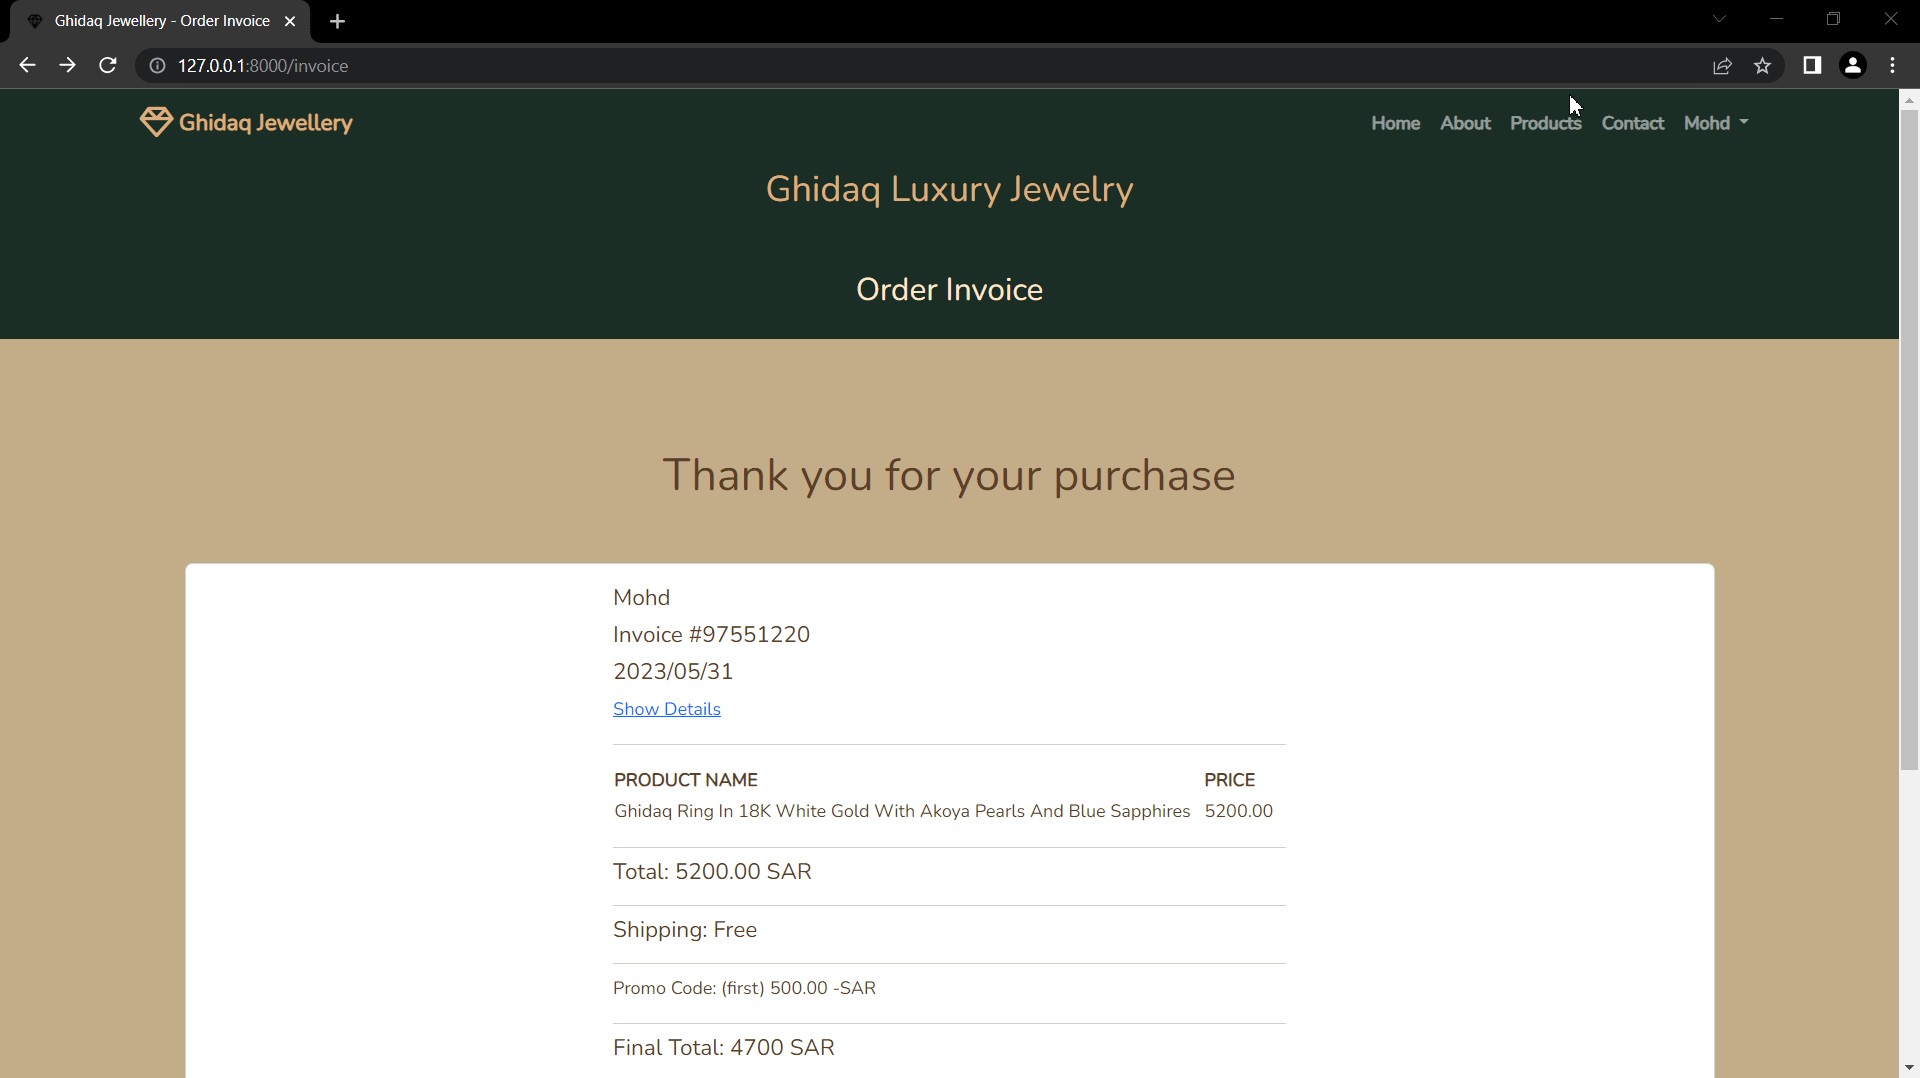 Ghidaq Jewellery - Order Invoice
127.0.0.1:8000/invoice
Ghidaq Jewellery
Home About Products Contact Mohd
Ghidaq Luxury Jewelry
Order Invoice
Thank you for your purchase
Mohd
Invoice #97551220
2023/05/31
Show Details
PRODUCT NAME PRICE
Ghidaq Ring In 18K White Gold With Akoya Pearls And Blue Sapphires 5200.00
Total: 5200.00 SAR
Shipping: Free
Promo Code: (first) 500.00 -SAR
Final Total: 4700 SAR